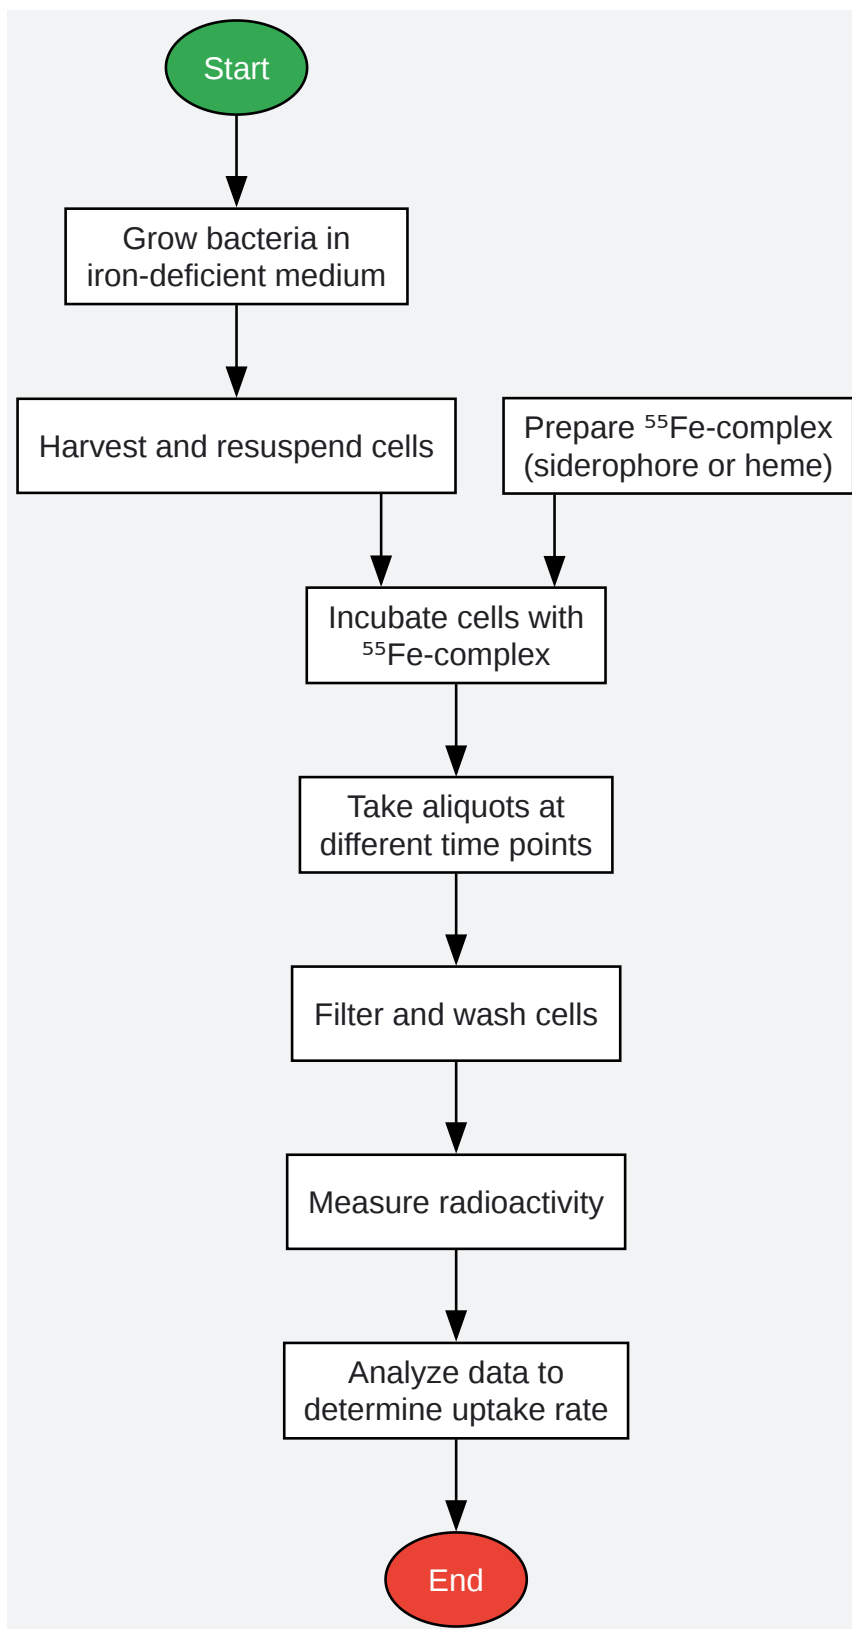 Start
Grow bacteria in
iron-deficient medium
Harvest and resuspend cells
Prepare ⁵⁵Fe-complex
(siderophore or heme)
Incubate cells with
⁵⁵Fe-complex
Take aliquots at
different time points
Filter and wash cells
Measure radioactivity
Analyze data to
determine uptake rate
End